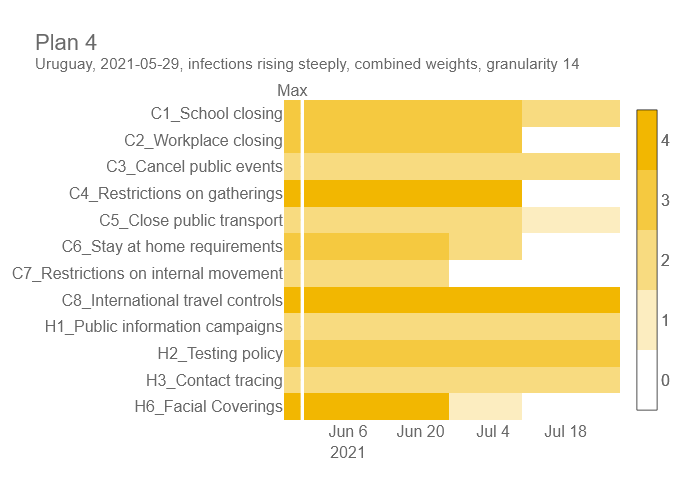 Plan 4
Uruguay, 2021-05-29, infections rising steeply, combined weights, granularity 14
Max
C1_School closing
C2_Workplace closing
C3_Cancel public events
C4_Restrictions on gatherings
C5_Close public transport
C6_Stay at home requirements
C7_Restrictions on internal movement
C8_International travel controls
H1_Public information campaigns
H2_Testing policy
H3_Contact tracing
H6_Facial Coverings
Jun 6 Jun 20 Jul 4 Jul 18
2021
4
3
2
1
0